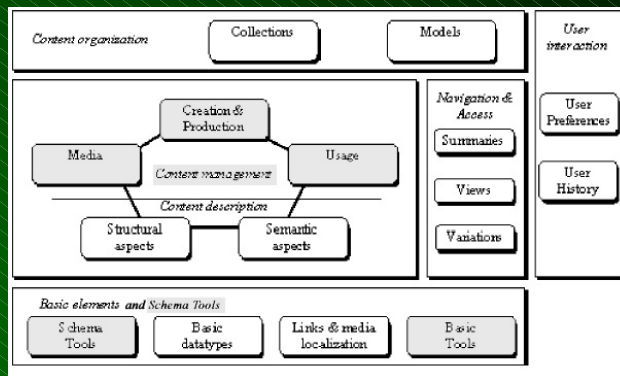 Content organization
Collections
Models
User
interaction
User
Preferences
User
History
Creation &
Production
Media
Usage
Content management
Content description
Structural
aspects
Semantic
aspects
Navigation &
Access
Summaries
Views
Variations
Basic elements and Schema Tools
Schema
Tools
Basic
datatypes
Links & media
localization
Basic
Tools